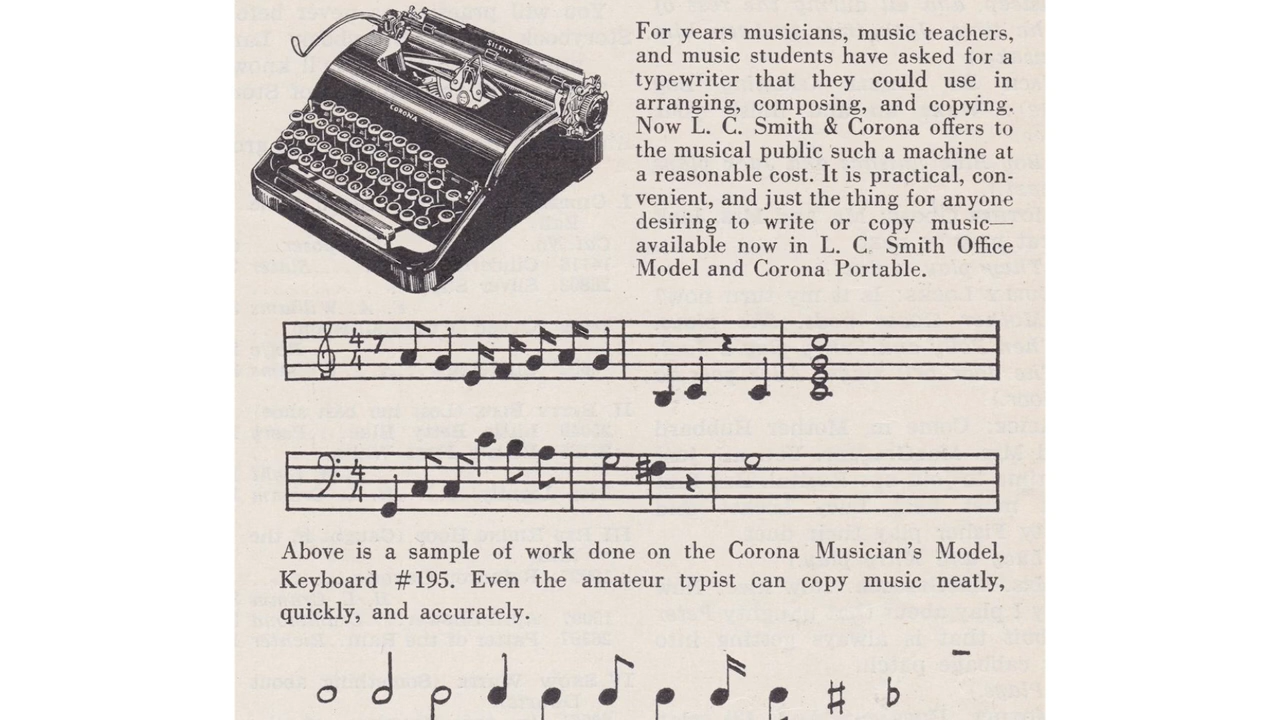 SILENT
CORONA
For years musicians, music teachers,
and music students have asked for a
typewriter that they could use in
arranging, composing, and copying.
Now L. C. Smith & Corona offers to
the musical public such a machine at
a reasonable cost. It is practical, con-
venient, and just the thing for anyone
desiring to write or copy music—
available now in L. C. Smith Office
Model and Corona Portable.
4
4
4
4
Above is a sample of work done on the Corona Musician's Model,
Keyboard #195. Even the amateur typist can copy music neatly,
quickly, and accurately.